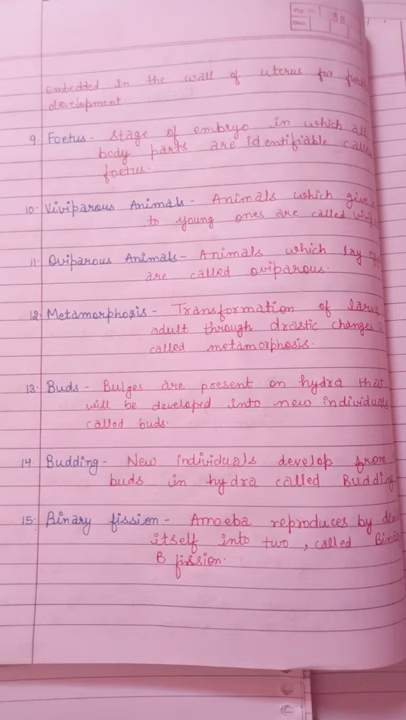 Page No. 38
Date
embedded in the wall of uterus for
development.
9. Foetus - Stage of embryo in which all
body parts are identifiable
foetus.
10. Viviparous Animals - Animals which give
to young ones are called
11. Oviparous Animals - Animals which lay
are called oviparous.
12. Metamorphosis - Transformation of
adult through drastic changes
called metamorphosis.
13. Buds - Bulges are present on hydra that
will be developed into new
called buds.
14. Budding - New individuals develop from
buds in hydra called
15. Binary fission - Amoeba reproduces by
itself into two, called
B fission.